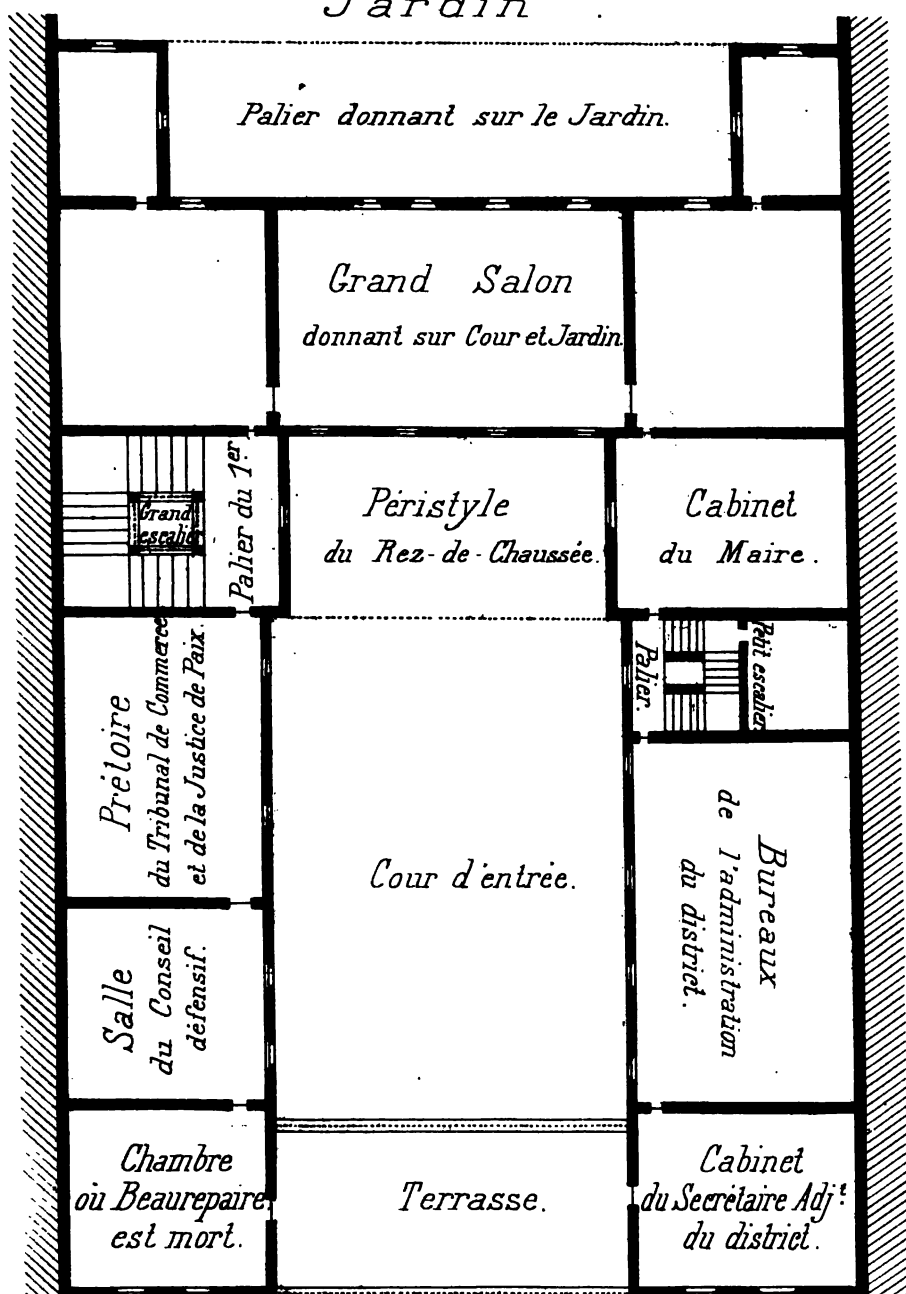 Jardin.
Palier donnant sur le Jardin.
Grand Salon
donnant sur Cour et Jardin
Grand
escalier
Palier du 1er
Péristyle
du Rez-de-Chaussée.
Cabinet
du Maire.
Prétoire
du Tribunal de Commerce
et de la Justice de Paix.
Palier.
Petit escalier
Cour d'entrée.
Bureaux
de l'administration
du district.
Salle
du Conseil
défensif.
Chambre
où Beaurepaire
est mort.
Terrasse.
Cabinet
du Secrétaire Adjt.
du district.